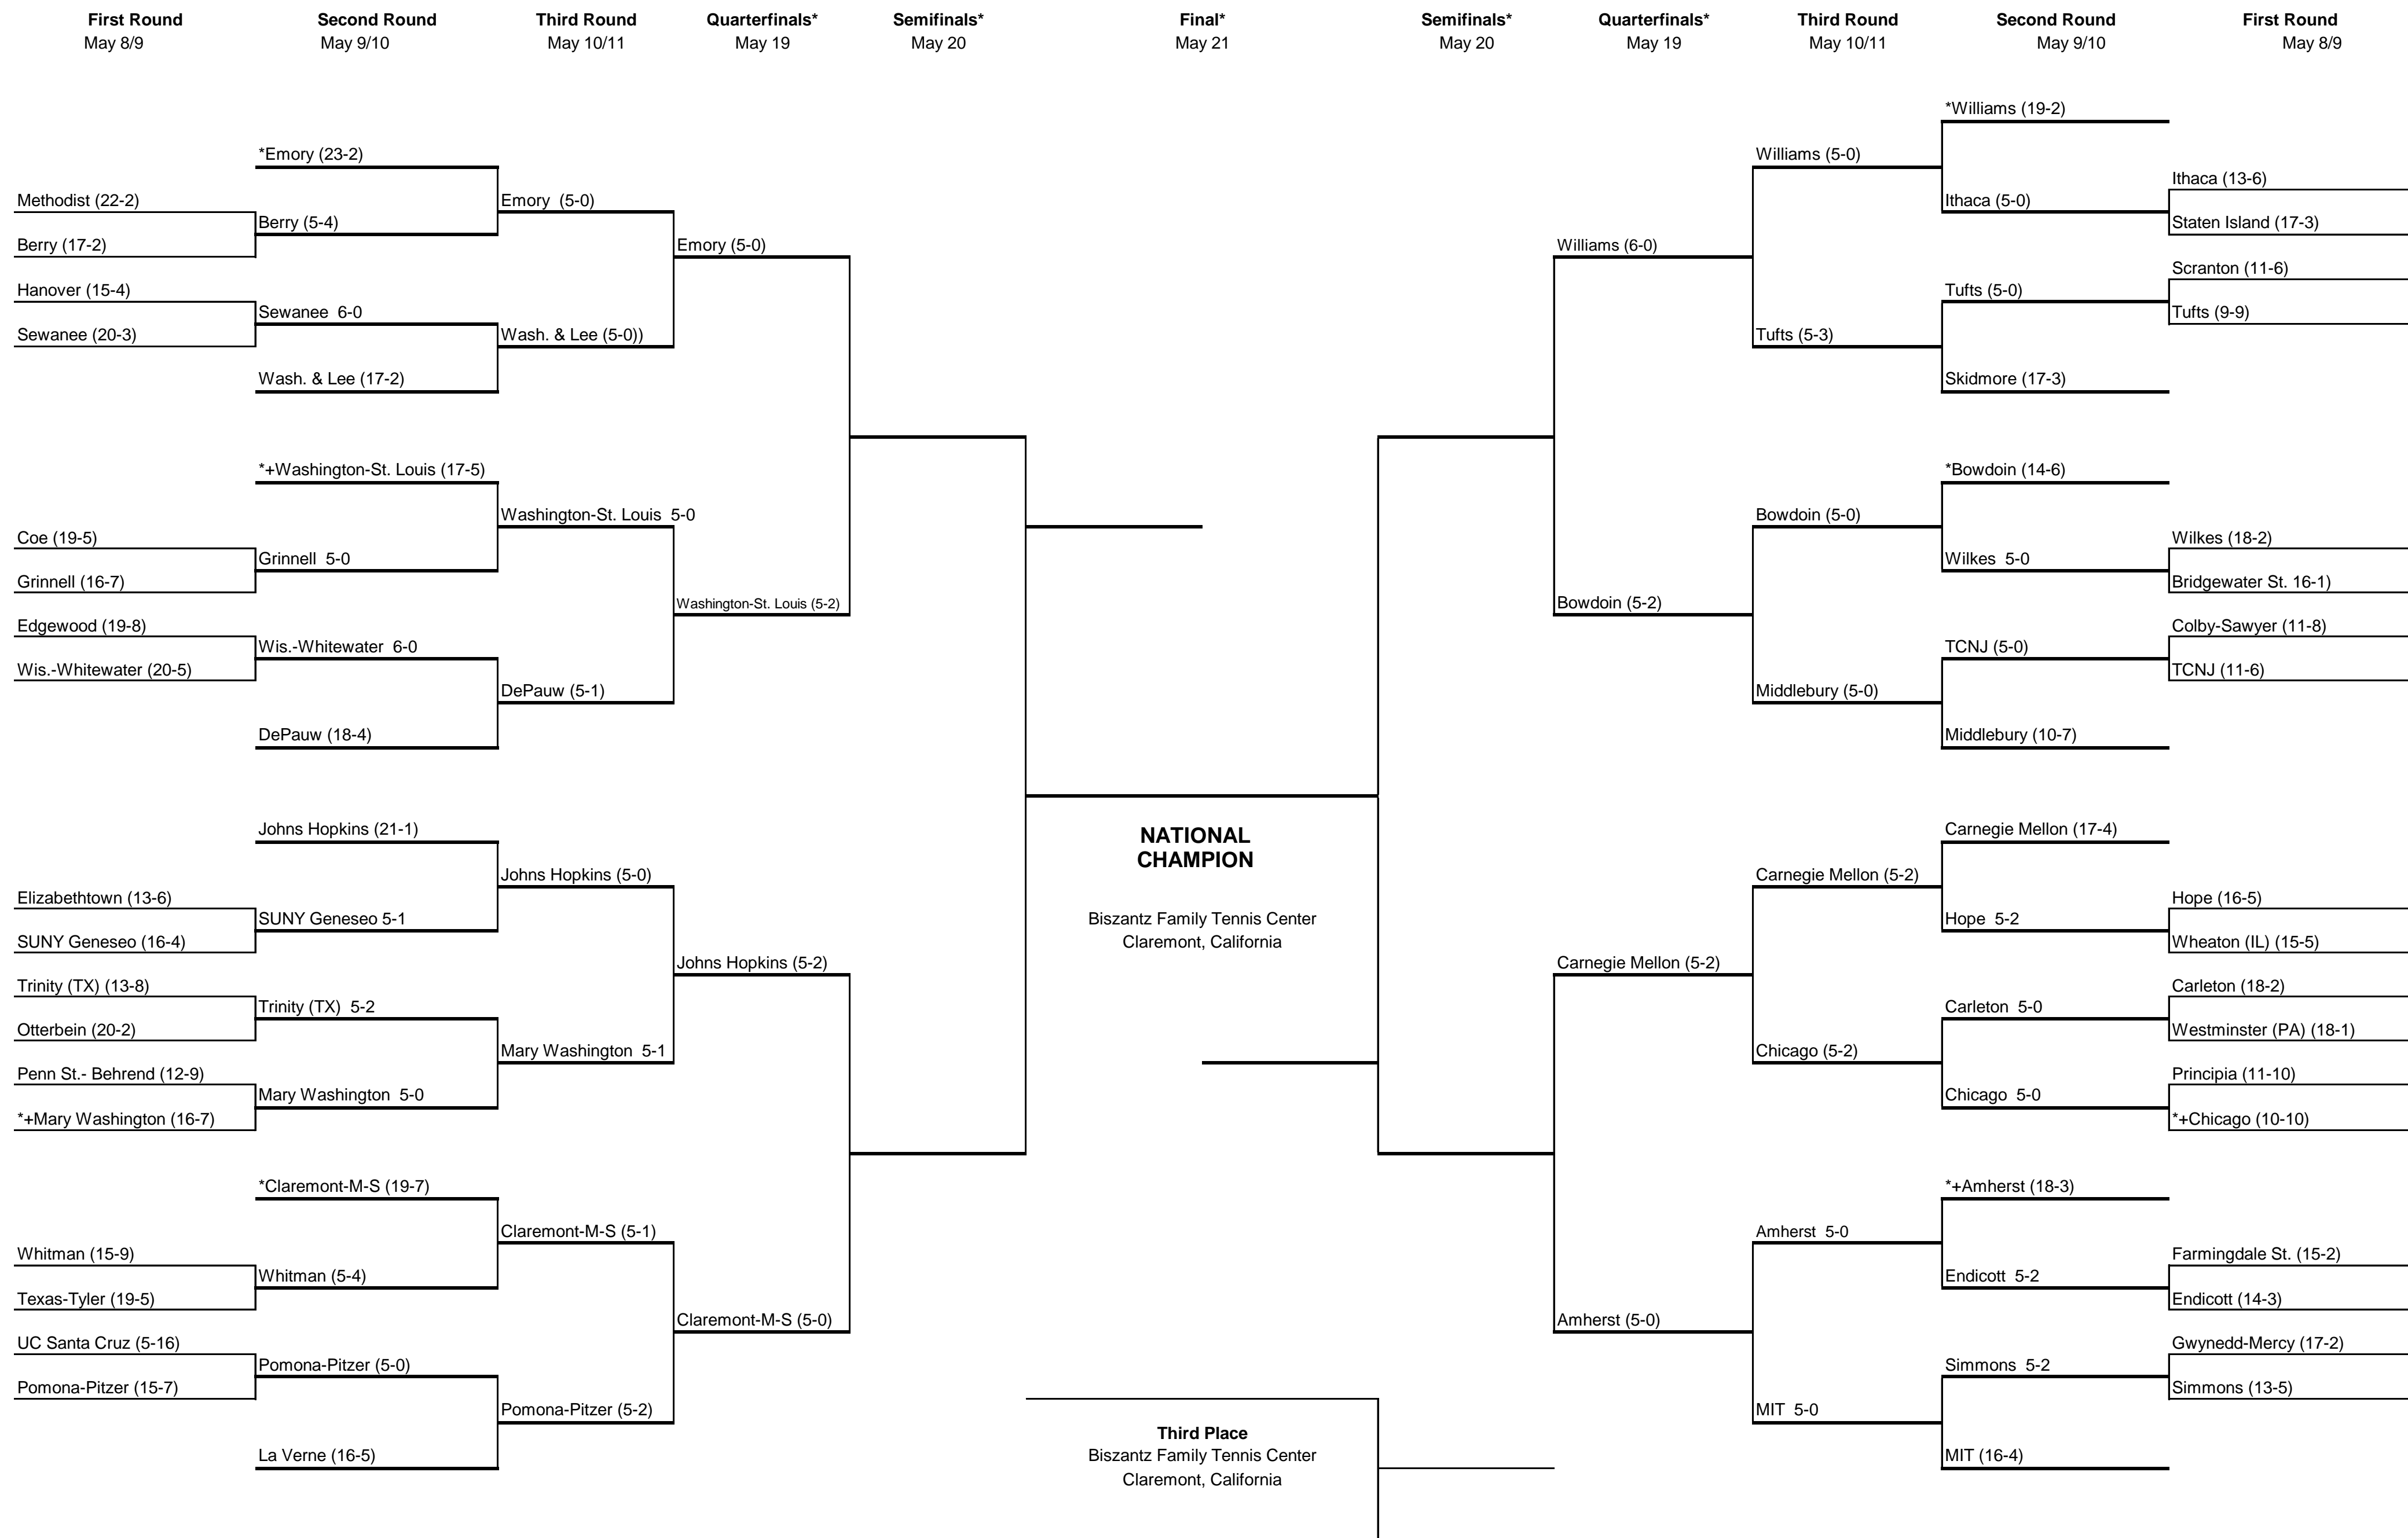 First Round
May 8/9
Second Round
May 9/10
Third Round
May 10/11
Quarterfinals*
May 19
Semifinals*
May 20
Final*
May 21
Semifinals*
May 20
Quarterfinals*
May 19
Third Round
May 10/11
Second Round
May 9/10
First Round
May 8/9
Methodist (22-2)
Berry (17-2)
Hanover (15-4)
Sewanee (20-3)
Coe (19-5)
Grinnell (16-7)
Edgewood (19-8)
Wis.-Whitewater (20-5)
Elizabethtown (13-6)
SUNY Geneseo (16-4)
Trinity (TX) (13-8)
Otterbein (20-2)
Penn St.- Behrend (12-9)
*+Mary Washington (16-7)
Whitman (15-9)
Texas-Tyler (19-5)
UC Santa Cruz (5-16)
Pomona-Pitzer (15-7)
*Emory (23-2)
Berry (5-4)
Sewanee  6-0
Wash. & Lee (17-2)
*+Washington-St. Louis (17-5)
Grinnell  5-0
Wis.-Whitewater  6-0
DePauw (18-4)
Johns Hopkins (21-1)
SUNY Geneseo 5-1
Trinity (TX)  5-2
Mary Washington  5-0
*Claremont-M-S (19-7)
Whitman (5-4)
Pomona-Pitzer (5-0)
La Verne (16-5)
Emory  (5-0)
Wash. & Lee (5-0))
Washington-St. Louis  5-0
DePauw (5-1)
Johns Hopkins (5-0)
Mary Washington  5-1
Claremont-M-S (5-1)
Pomona-Pitzer (5-2)
Emory (5-0)
Washington-St. Louis (5-2)
Johns Hopkins (5-2)
Claremont-M-S (5-0)
NATIONAL
CHAMPION
Biszantz Family Tennis Center
Claremont, California
Third Place
Biszantz Family Tennis Center
Claremont, California
Williams (6-0)
Bowdoin (5-2)
Carnegie Mellon (5-2)
Amherst (5-0)
Williams (5-0)
Tufts (5-3)
Bowdoin (5-0)
Middlebury (5-0)
Carnegie Mellon (5-2)
Chicago (5-2)
Amherst  5-0
MIT  5-0
*Williams (19-2)
Ithaca (5-0)
Tufts (5-0)
Skidmore (17-3)
*Bowdoin (14-6)
Wilkes  5-0
TCNJ (5-0)
Middlebury (10-7)
Carnegie Mellon (17-4)
Hope  5-2
Carleton  5-0
Chicago  5-0
*+Amherst (18-3)
Endicott  5-2
Simmons  5-2
MIT (16-4)
Ithaca (13-6)
Staten Island (17-3)
Scranton (11-6)
Tufts (9-9)
Wilkes (18-2)
Bridgewater St. 16-1)
Colby-Sawyer (11-8)
TCNJ (11-6)
Hope (16-5)
Wheaton (IL) (15-5)
Carleton (18-2)
Westminster (PA) (18-1)
Principia (11-10)
*+Chicago (10-10)
Farmingdale St. (15-2)
Endicott (14-3)
Gwynedd-Mercy (17-2)
Simmons (13-5)